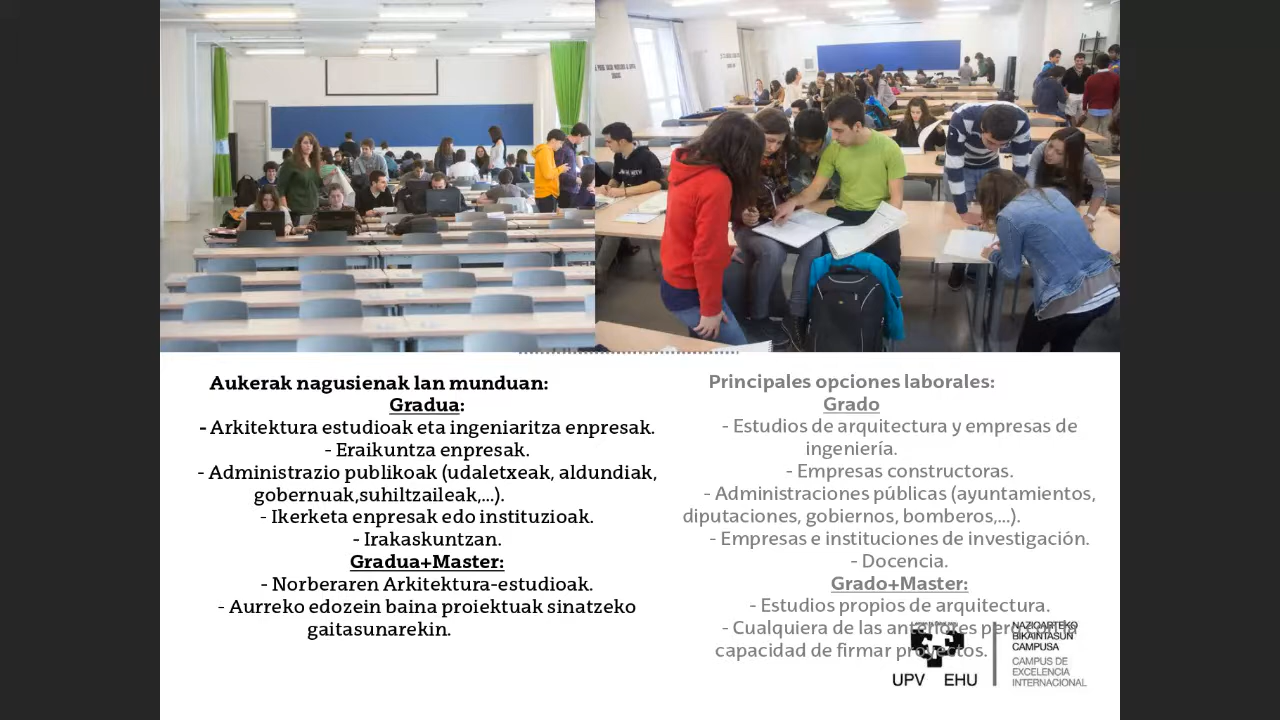 Aukerak nagusienak lan munduan:
Gradua:
- Arkitektura estudioak eta ingeniaritza enpresak.
- Eraikuntza enpresak.
- Administrazio publikoak (udaletxeak, aldundiak,
gobernuak,suhiltzaileak,...).
- Ikerketa enpresak edo instituzioak.
- Irakaskuntzan.
Gradua+Master:
- Norberaren Arkitektura-estudioak.
- Aurreko edozein baina proiektuak sinatzeko
gaitasunarekin.
Principales opciones laborales:
Grado
- Estudios de arquitectura y empresas de
ingeniería.
- Empresas constructoras.
- Administraciones públicas (ayuntamientos,
diputaciones, gobiernos, bomberos,...).
- Empresas e instituciones de investigación.
- Docencia.
Grado+Master:
- Estudios propios de arquitectura.
- Cualquiera de las anteriores
capacidad de firmar proyectos.
UPV EHU
NAZIOARTEKO
BIKAINTASUN
CAMPUSA
CAMPUS DE
EXCELENCIA
INTERNACIONAL